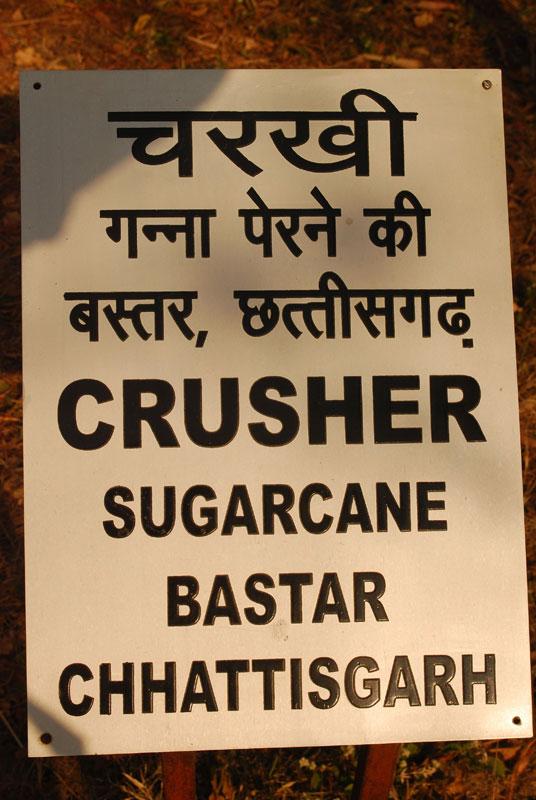 चरखी
गन्ना पेरने की
बस्तर, छत्तीसगढ़
CRUSHER
SUGARCANE
BASTAR
CHHATTISGARH